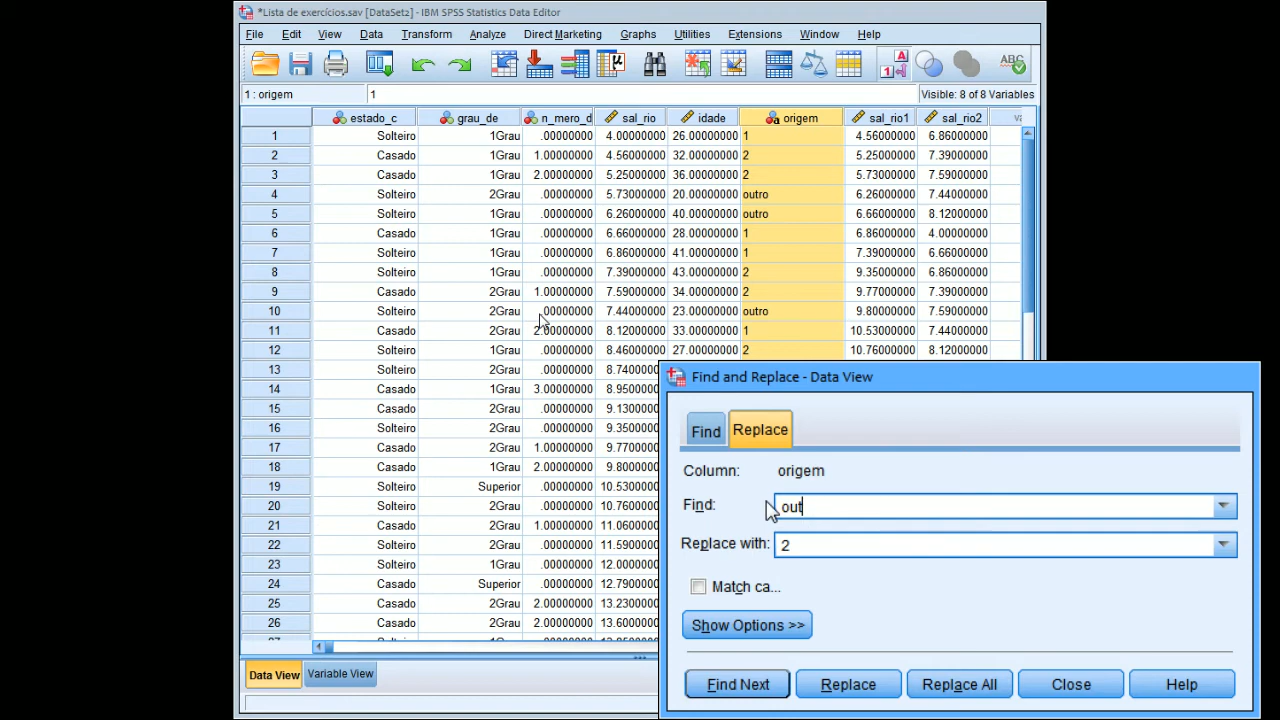 *Lista de exercícios.sav [DataSet2] - IBM SPSS Statistics Data Editor
File Edit View Data Transform Analyze Direct Marketing Graphs Utilities Extensions Window Help
1 : origem 1 Visible: 8 of 8 Variables
estado_c grau_de n_mero_d sal_rio idade origem sal_rio1 sal_rio2
1 Solteiro 1Grau .00000000 4.00000000 26.00000000 1 4.56000000 6.86000000
2 Casado 1Grau 1.00000000 4.56000000 32.00000000 2 5.25000000 7.39000000
3 Casado 1Grau 2.00000000 5.25000000 36.00000000 2 5.73000000 7.59000000
4 Solteiro 2Grau .00000000 5.73000000 20.00000000 outro 6.26000000 7.44000000
5 Solteiro 1Grau .00000000 6.26000000 40.00000000 outro 6.66000000 8.12000000
6 Casado 1Grau .00000000 6.66000000 28.00000000 1 6.86000000 4.00000000
7 Solteiro 1Grau .00000000 6.86000000 41.00000000 1 7.39000000 6.66000000
8 Solteiro 1Grau .00000000 7.39000000 43.00000000 2 9.35000000 6.86000000
9 Casado 2Grau 1.00000000 7.59000000 34.00000000 2 9.77000000 7.39000000
10 Solteiro 2Grau .00000000 7.44000000 23.00000000 outro 9.80000000 7.59000000
11 Casado 2Grau 2.00000000 8.12000000 33.00000000 1 10.53000000 7.44000000
12 Solteiro 1Grau .00000000 8.46000000 27.00000000 2 10.76000000 8.12000000
13 Solteiro 2Grau .00000000 8.740000
14 Casado 1Grau 3.00000000 8.950000
15 Casado 2Grau .00000000 9.130000
16 Solteiro 2Grau .00000000 9.350000
17 Casado 2Grau 1.00000000 9.770000
18 Casado 1Grau 2.00000000 9.800000
19 Solteiro Superior .00000000 10.530000
20 Solteiro 2Grau .00000000 10.760000
21 Casado 2Grau 1.00000000 11.060000
22 Solteiro 2Grau .00000000 11.590000
23 Solteiro 1Grau .00000000 12.000000
24 Casado Superior .00000000 12.790000
25 Casado 2Grau 2.00000000 13.230000
26 Casado 2Grau 2.00000000 13.600000
Data View Variable View
Find and Replace - Data View
Find Replace
Column: origem
Find: out
Replace with: 2
Match ca...
Show Options >>
Find Next Replace Replace All Close Help